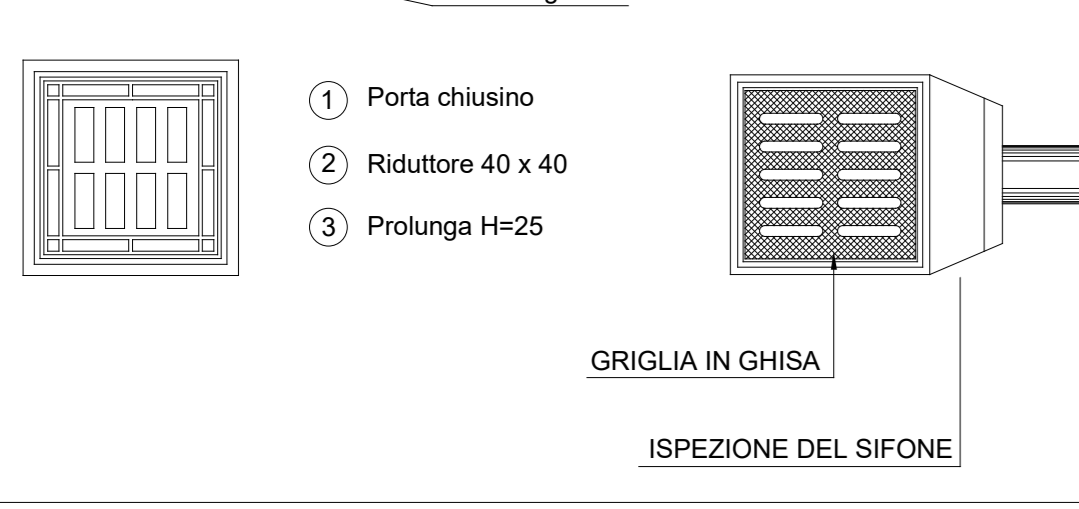 1 Porta chiusino
2 Riduttore 40 x 40
3 Prolunga H=25
GRIGLIA IN GHISA
ISPEZIONE DEL SIFONE